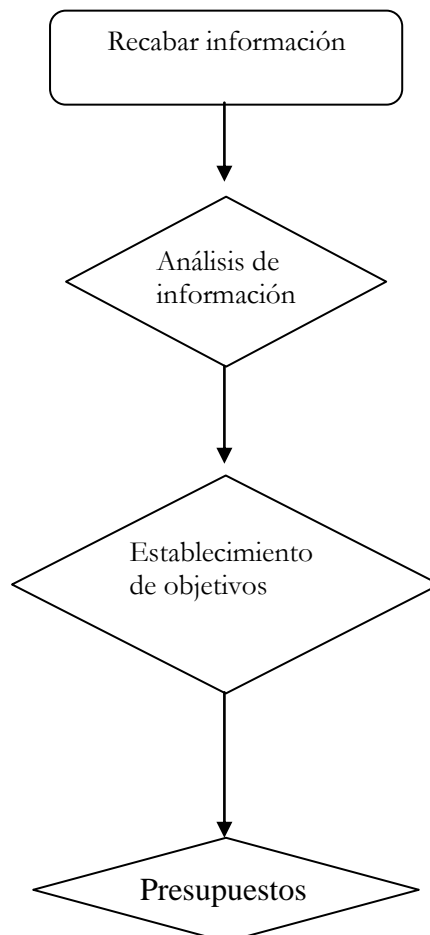 Recabar información
Análisis de
información
Establecimiento
de objetivos
Presupuestos